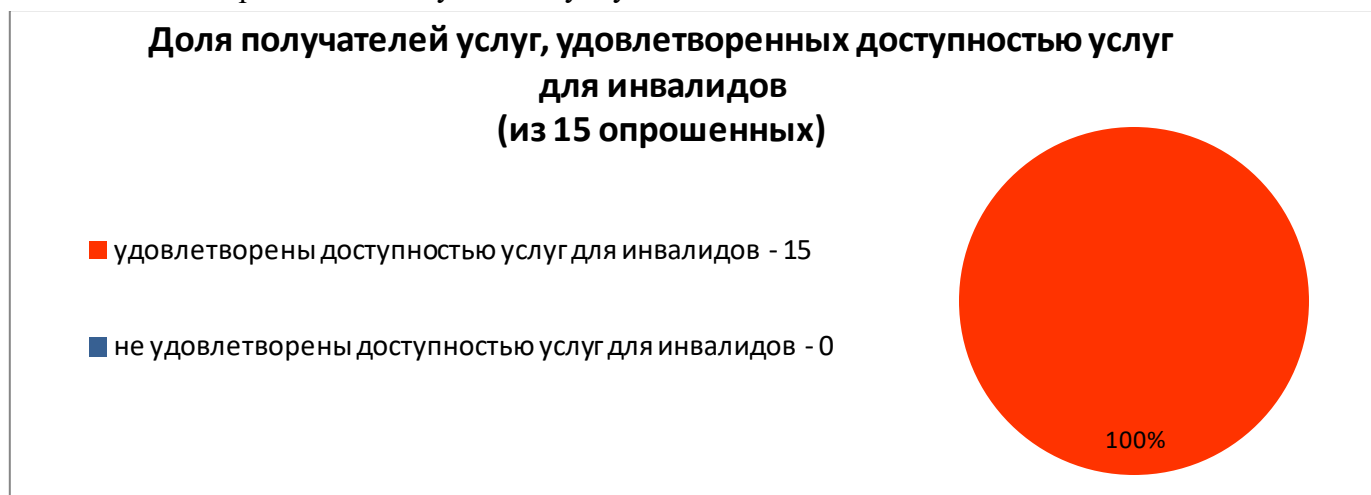 Доля получателей услуг, удовлетворенных доступностью услуг
для инвалидов
(из 15 опрошенных)
удовлетворены доступностью услуг для инвалидов - 15
не удовлетворены доступностью услуг для инвалидов - 0
100%